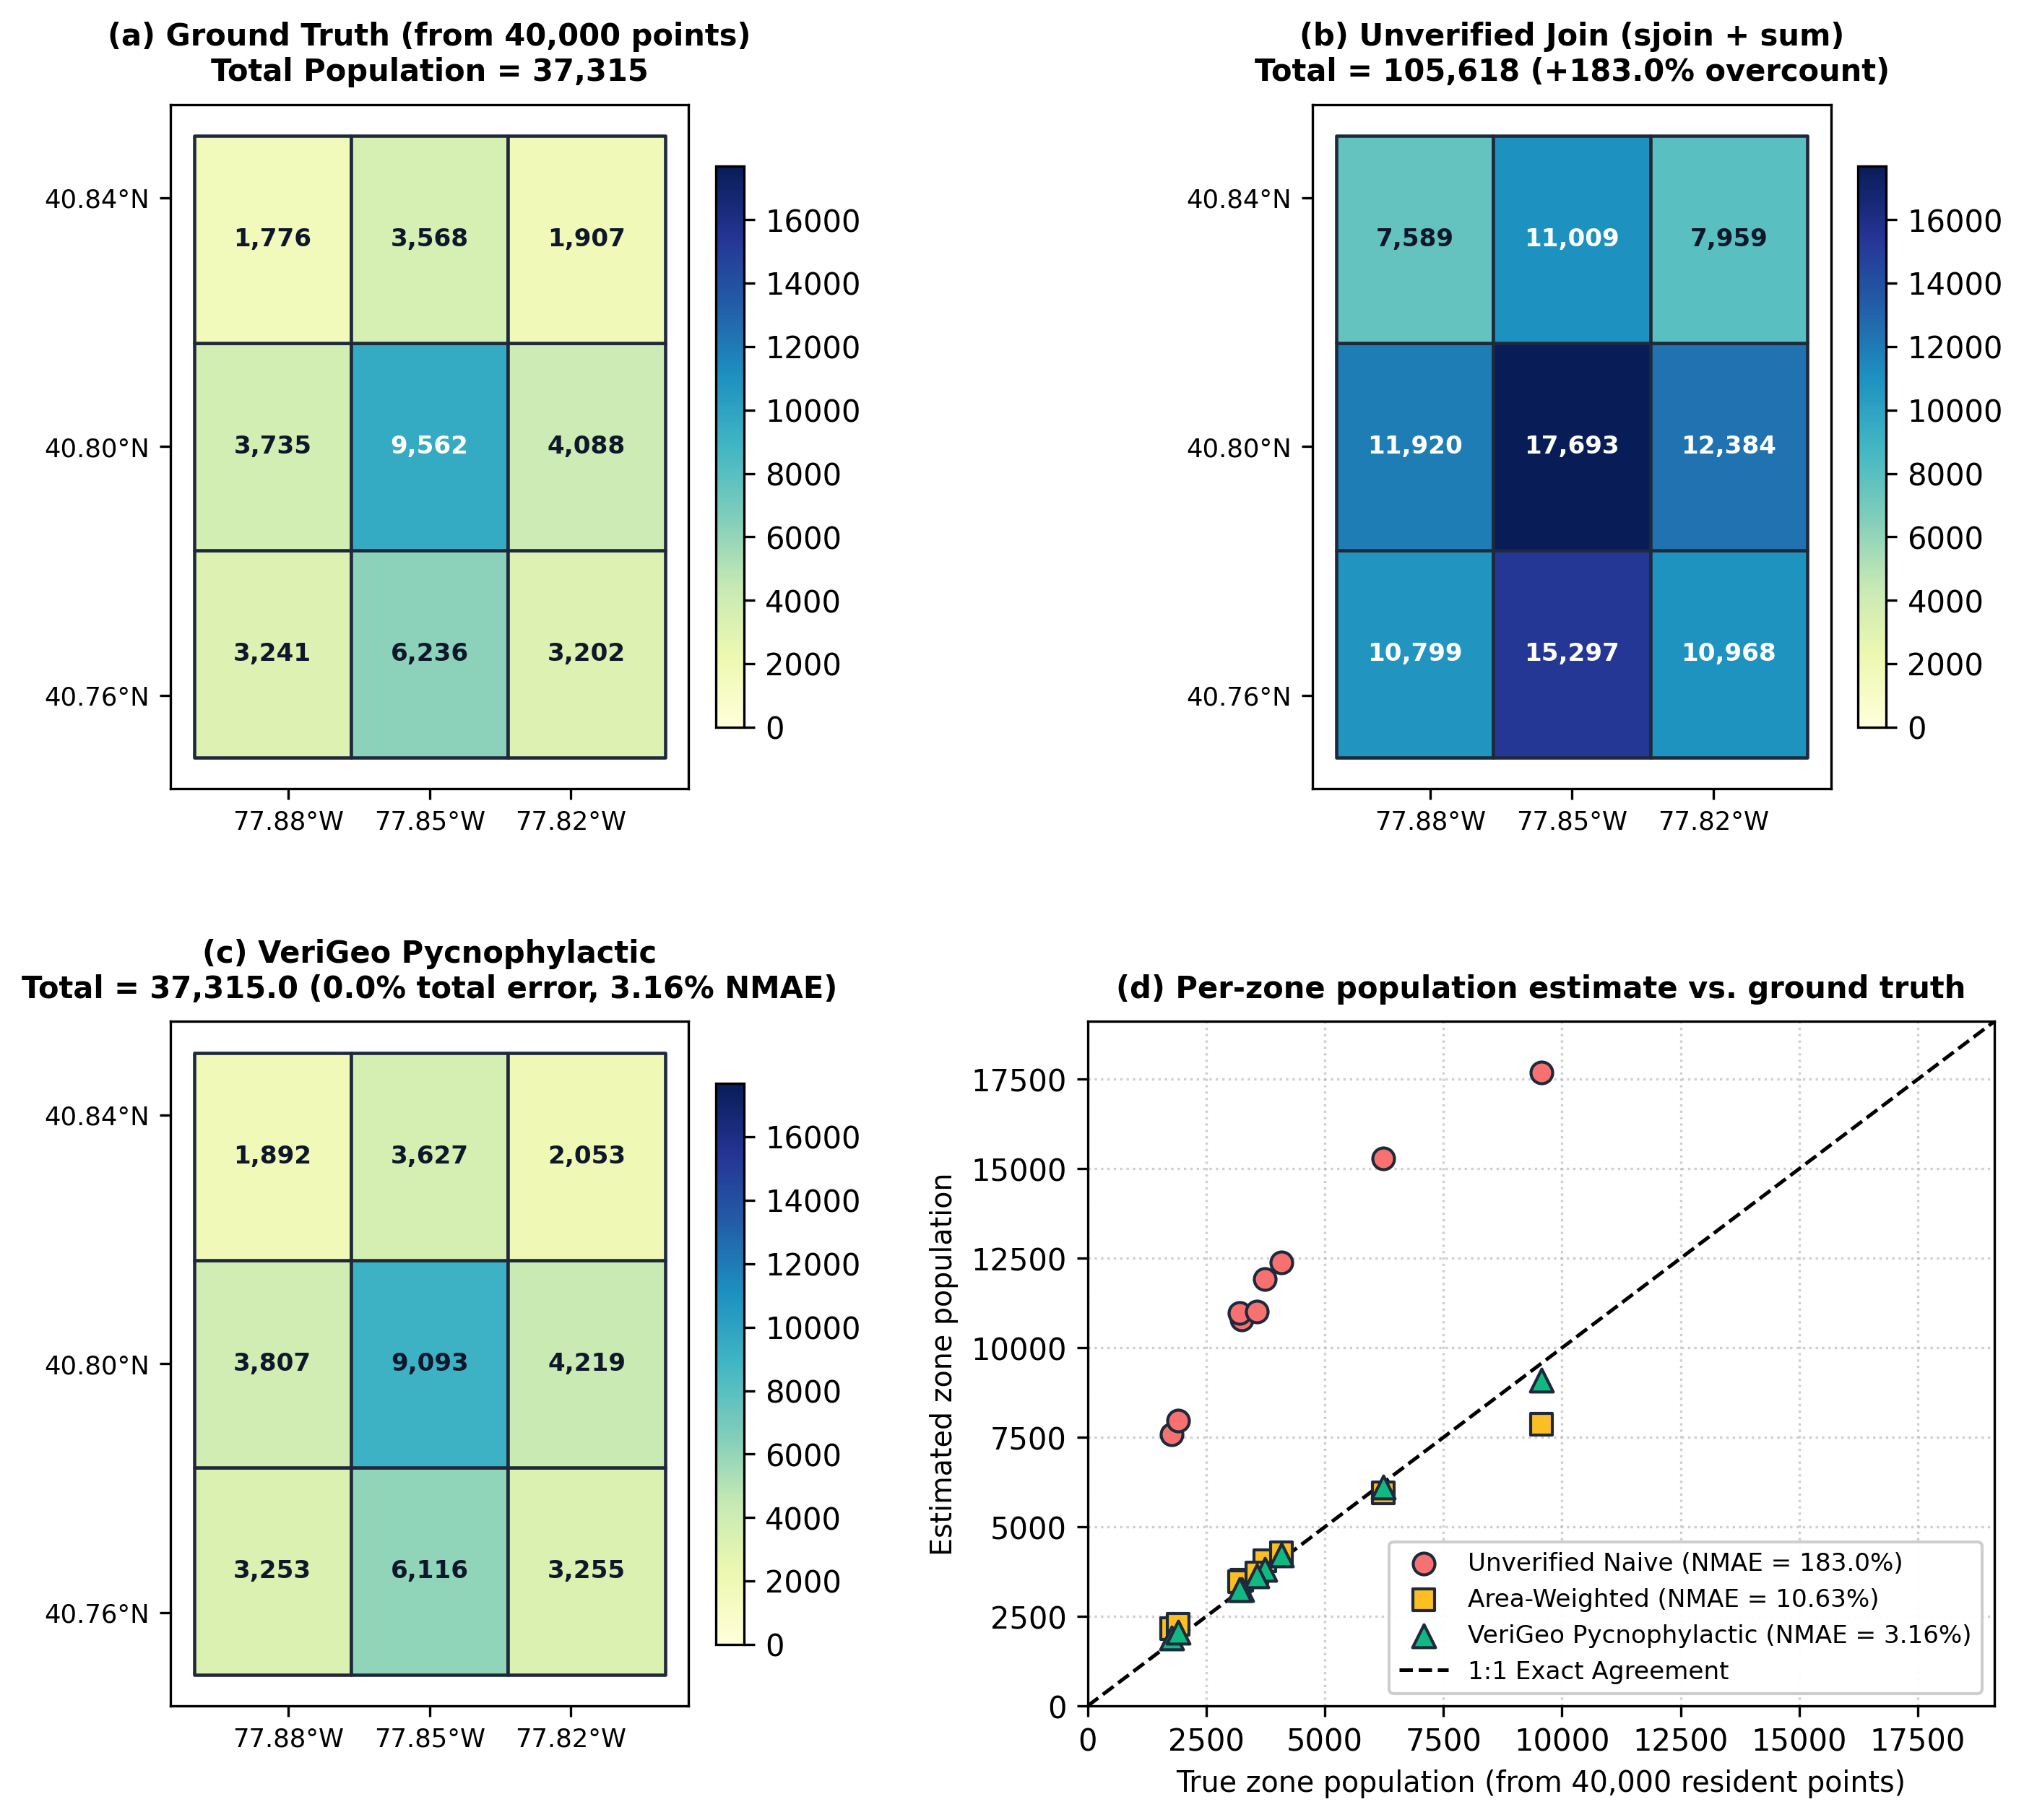 (a) Ground Truth (from 40,000 points)
Total Population = 37,315
40.84°N
40.80°N
40.76°N
1,776 3,568 1,907
3,735 9,562 4,088
3,241 6,236 3,202
77.88°W 77.85°W 77.82°W
16000
14000
12000
10000
8000
6000
4000
2000
0
(b) Unverified Join (sjoin + sum)
Total = 105,618 (+183.0% overcount)
40.84°N
40.80°N
40.76°N
7,589 11,009 7,959
11,920 17,693 12,384
10,799 15,297 10,968
77.88°W 77.85°W 77.82°W
16000
14000
12000
10000
8000
6000
4000
2000
0
(c) VeriGeo Pycnophylactic
Total = 37,315.0 (0.0% total error, 3.16% NMAE)
40.84°N
40.80°N
40.76°N
1,892 3,627 2,053
3,807 9,093 4,219
3,253 6,116 3,255
77.88°W 77.85°W 77.82°W
16000
14000
12000
10000
8000
6000
4000
2000
0
(d) Per-zone population estimate vs. ground truth
Estimated zone population
17500
15000
12500
10000
7500
5000
2500
0
Unverified Naive (NMAE = 183.0%)
Area-Weighted (NMAE = 10.63%)
VeriGeo Pycnophylactic (NMAE = 3.16%)
1:1 Exact Agreement
0 2500 5000 7500 10000 12500 15000 17500
True zone population (from 40,000 resident points)